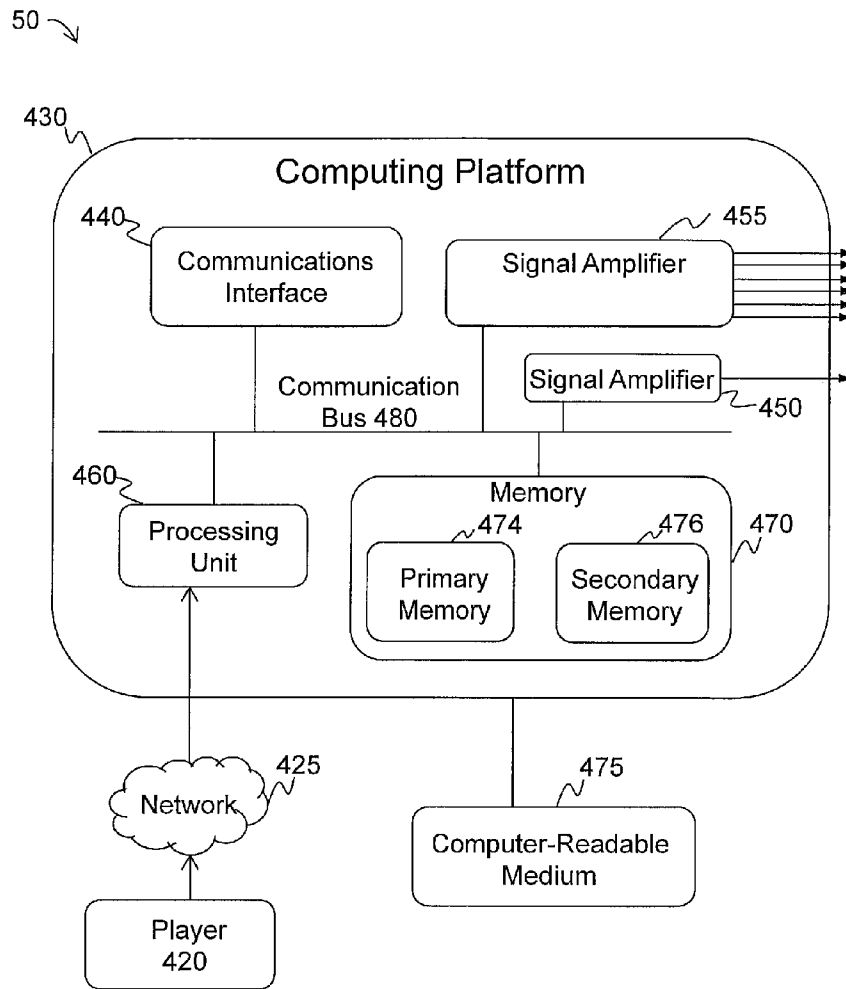 50
430
Computing Platform
440
455
Communications
Interface
Signal Amplifier
Signal Amplifier
450
Communication
Bus 480
460
Processing
Unit
Memory
474
476
470
Primary
Memory
Secondary
Memory
Network
425
475
Computer-Readable
Medium
Player
420